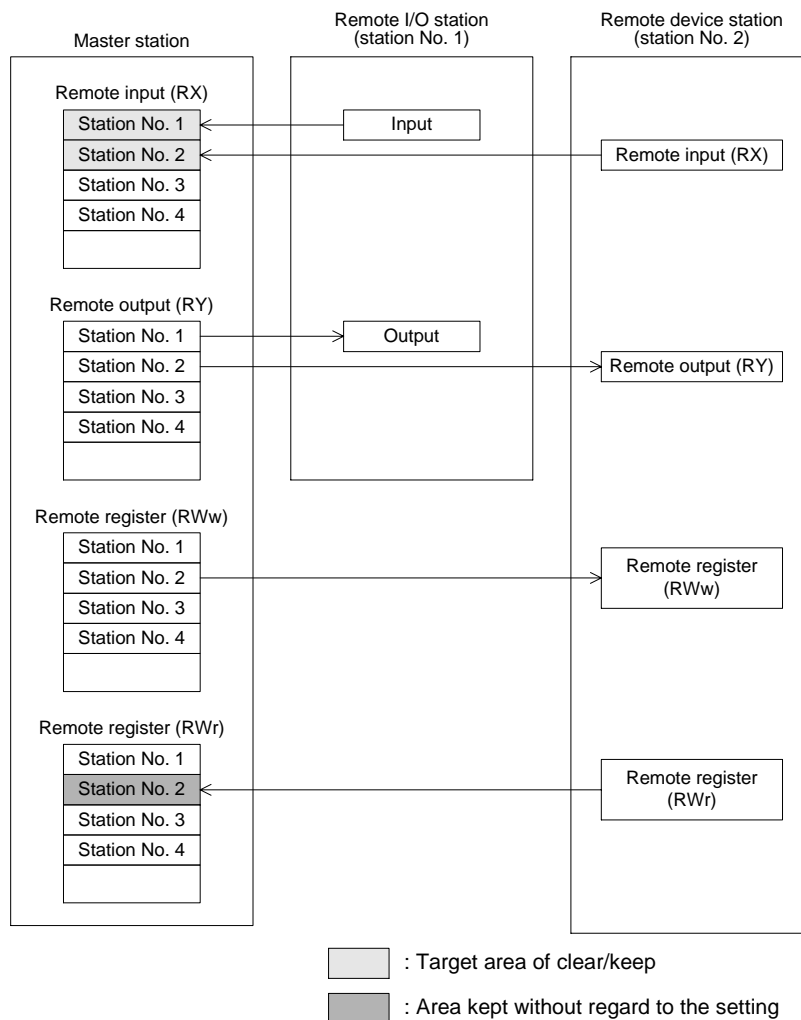 Master station
Remote I/O station
(station No. 1)
Remote device station
(station No. 2)
Remote input (RX)
Station No. 1
Station No. 2
Station No. 3
Station No. 4
Input
Remote input (RX)
Remote output (RY)
Station No. 1
Station No. 2
Station No. 3
Station No. 4
Output
Remote output (RY)
Remote register (RWw)
Station No. 1
Station No. 2
Station No. 3
Station No. 4
Remote register
(RWw)
Remote register (RWr)
Station No. 1
Station No. 2
Station No. 3
Station No. 4
Remote register
(RWr)
: Target area of clear/keep
: Area kept without regard to the setting